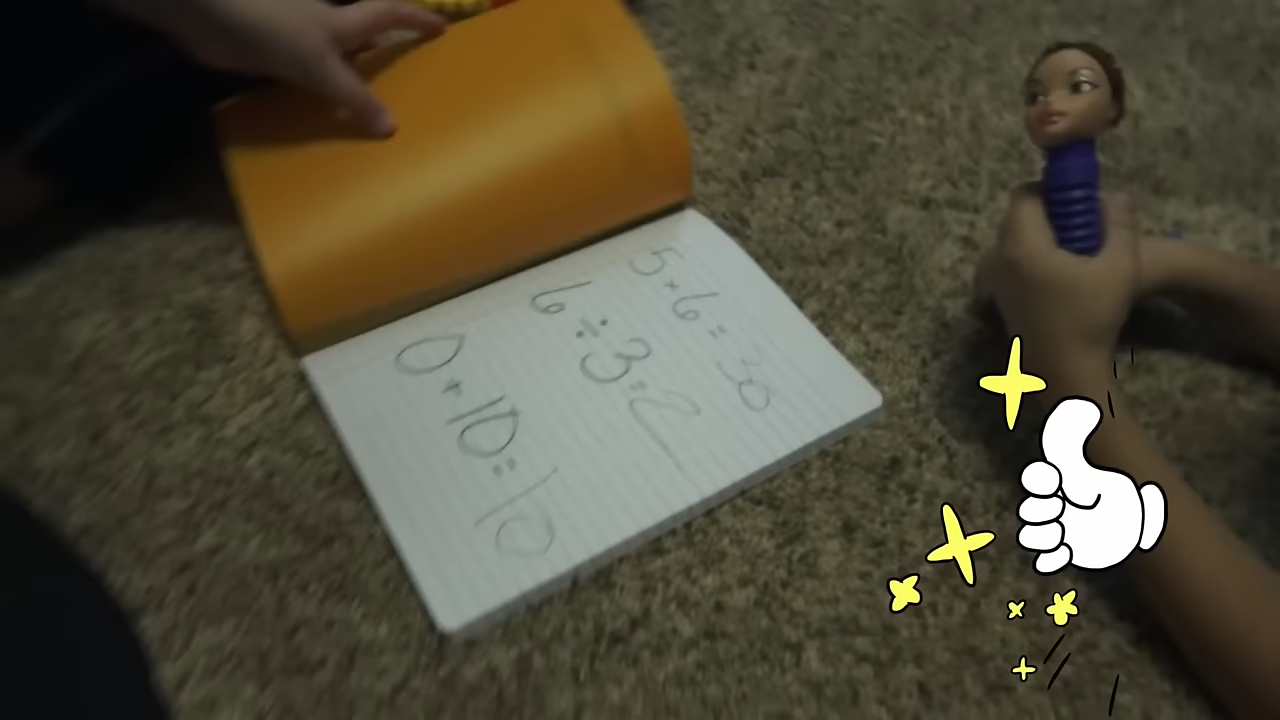 5 × 6 = 30
6 ÷ 3 = 2
0 + 10 = 10